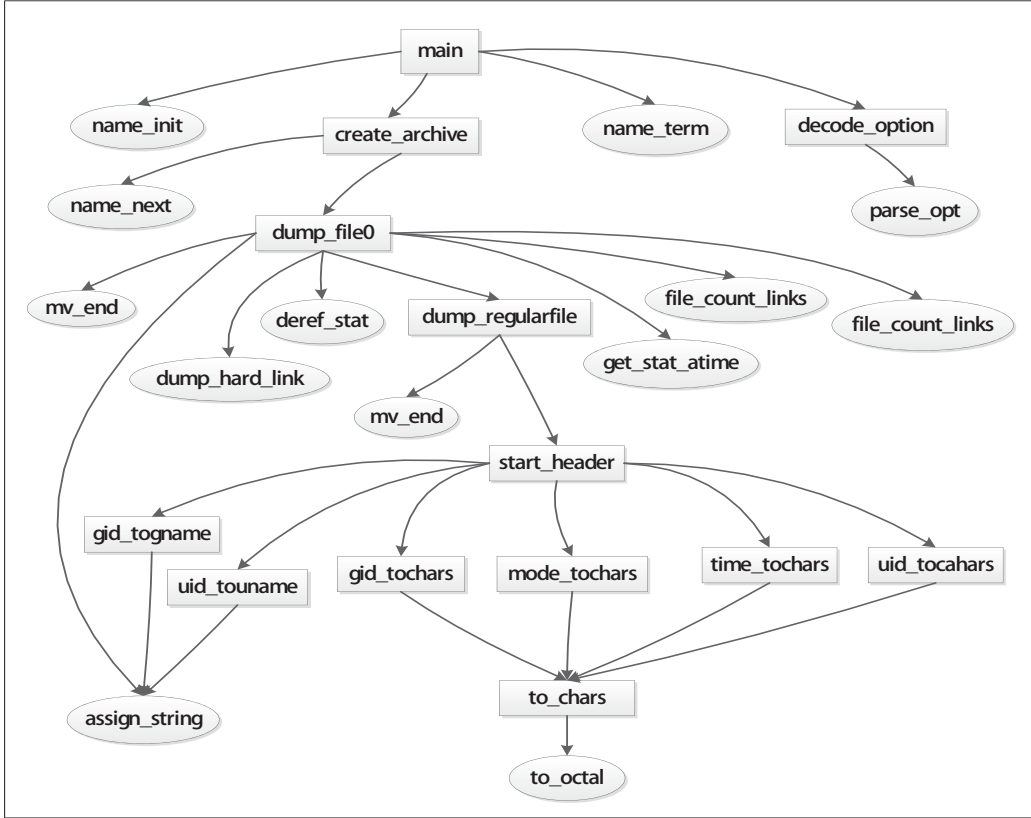 main
name_init
create_archive
name_term
decode_option
name_next
parse_opt
dump_file0
mv_end
deref_stat
dump_regularfile
file_count_links
file_count_links
dump_hard_link
get_stat_atime
mv_end
start_header
gid_togname
uid_touname
gid_tochars
mode_tochars
time_tochars
uid_tocahars
to_chars
assign_string
to_octal